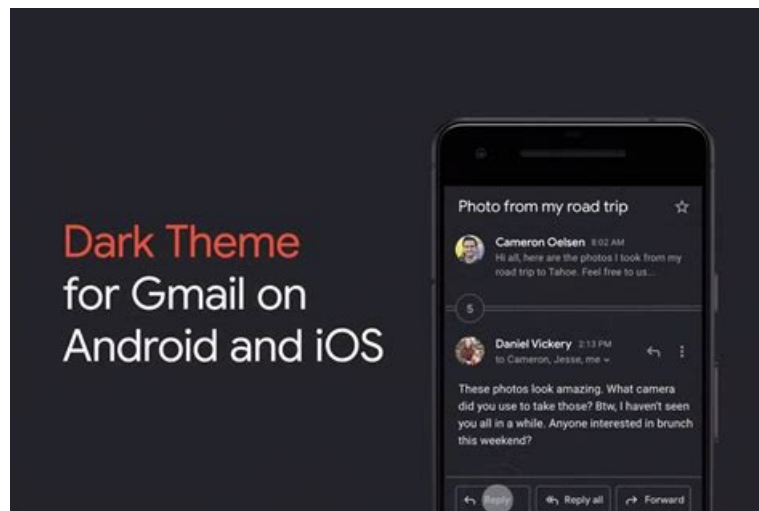 Dark Theme
for Gmail on
Android and iOS
Photo from my road trip
Cameron Oelsen 8:02 AM
Hi all, here are the photos I took from my
road trip to Tahoe. Feel free to us...
5
Daniel Vickery 2:13 PM
to Cameron, Jesse, me
These photos look amazing. What camera
did you use to take those? Btw, I haven't seen
you all in a while. Anyone interested in brunch
this weekend?
Reply Reply all Forward